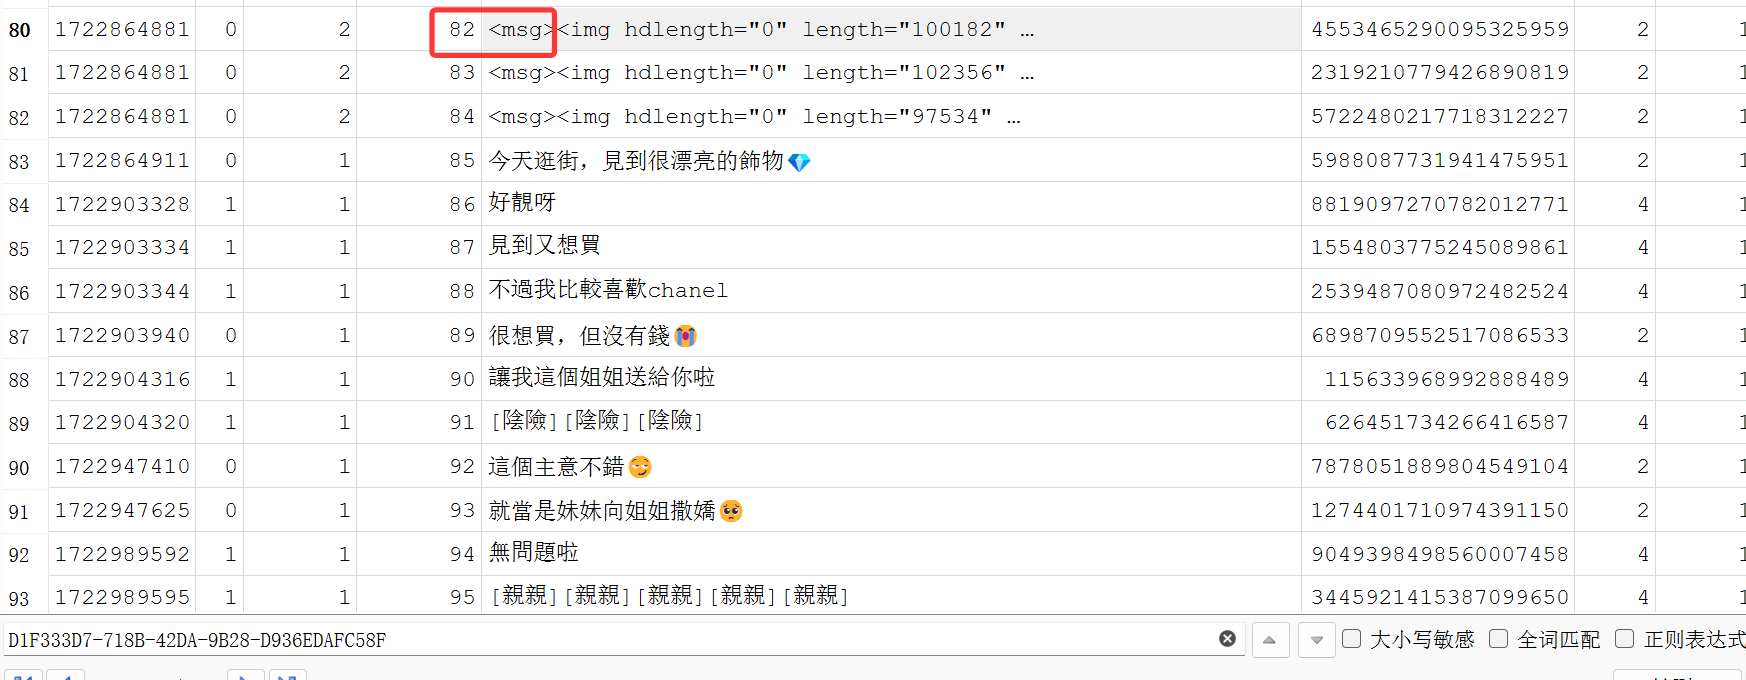 80 1722864881 0 2 82 <msg><img hdlength="0" length="100182" … 4553465290095325959 2 1
81 1722864881 0 2 83 <msg><img hdlength="0" length="102356" … 2319210779426890819 2 1
82 1722864881 0 2 84 <msg><img hdlength="0" length="97534" … 5722480217718312227 2 1
83 1722864911 0 1 85 今天逛街，見到很漂亮的飾物💎 5988087731941475951 2 1
84 1722903328 1 1 86 好靚呀 8819097270782012771 4 1
85 1722903334 1 1 87 見到又想買 1554803775245089861 4 1
86 1722903344 1 1 88 不過我比較喜歡chanel 2539487080972482524 4 1
87 1722903940 0 1 89 很想買，但沒有錢😭 6898709552517086533 2 1
88 1722904316 1 1 90 讓我這個姐姐送給你啦 115633968992888489 4 1
89 1722904320 1 1 91 [陰險][陰險][陰險] 626451734266416587 4 1
90 1722947410 0 1 92 這個主意不錯😏 7878051889804549104 2 1
91 1722947625 0 1 93 就當是妹妹向姐姐撒嬌🥺 1274401710974391150 2 1
92 1722989592 1 1 94 無問題啦 9049398498560007458 4 1
93 1722989595 1 1 95 [親親][親親][親親][親親][親親] 3445921415387099650 4 1
D1F333D7-718B-42DA-9B28-D936EDAFC58F 大小写敏感 全词匹配 正则表达式